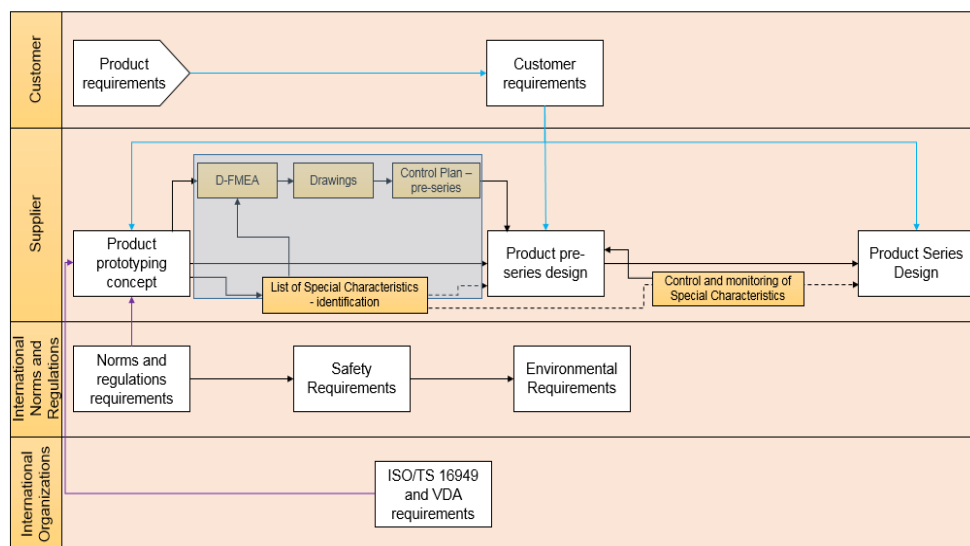 Customer
Product
requirements
Customer
requirements
Supplier
D-FMEA
Drawings
Control Plan –
pre-series
Product
prototyping
concept
Product pre-
series design
Product Series
Design
List of Special Characteristics
- identification
Control and monitoring of
Special Characteristics
International
Norms and
Regulations
Norms and
regulations
requirements
Safety
Requirements
Environmental
Requirements
International
Organizations
ISO/TS 16949
and VDA
requirements